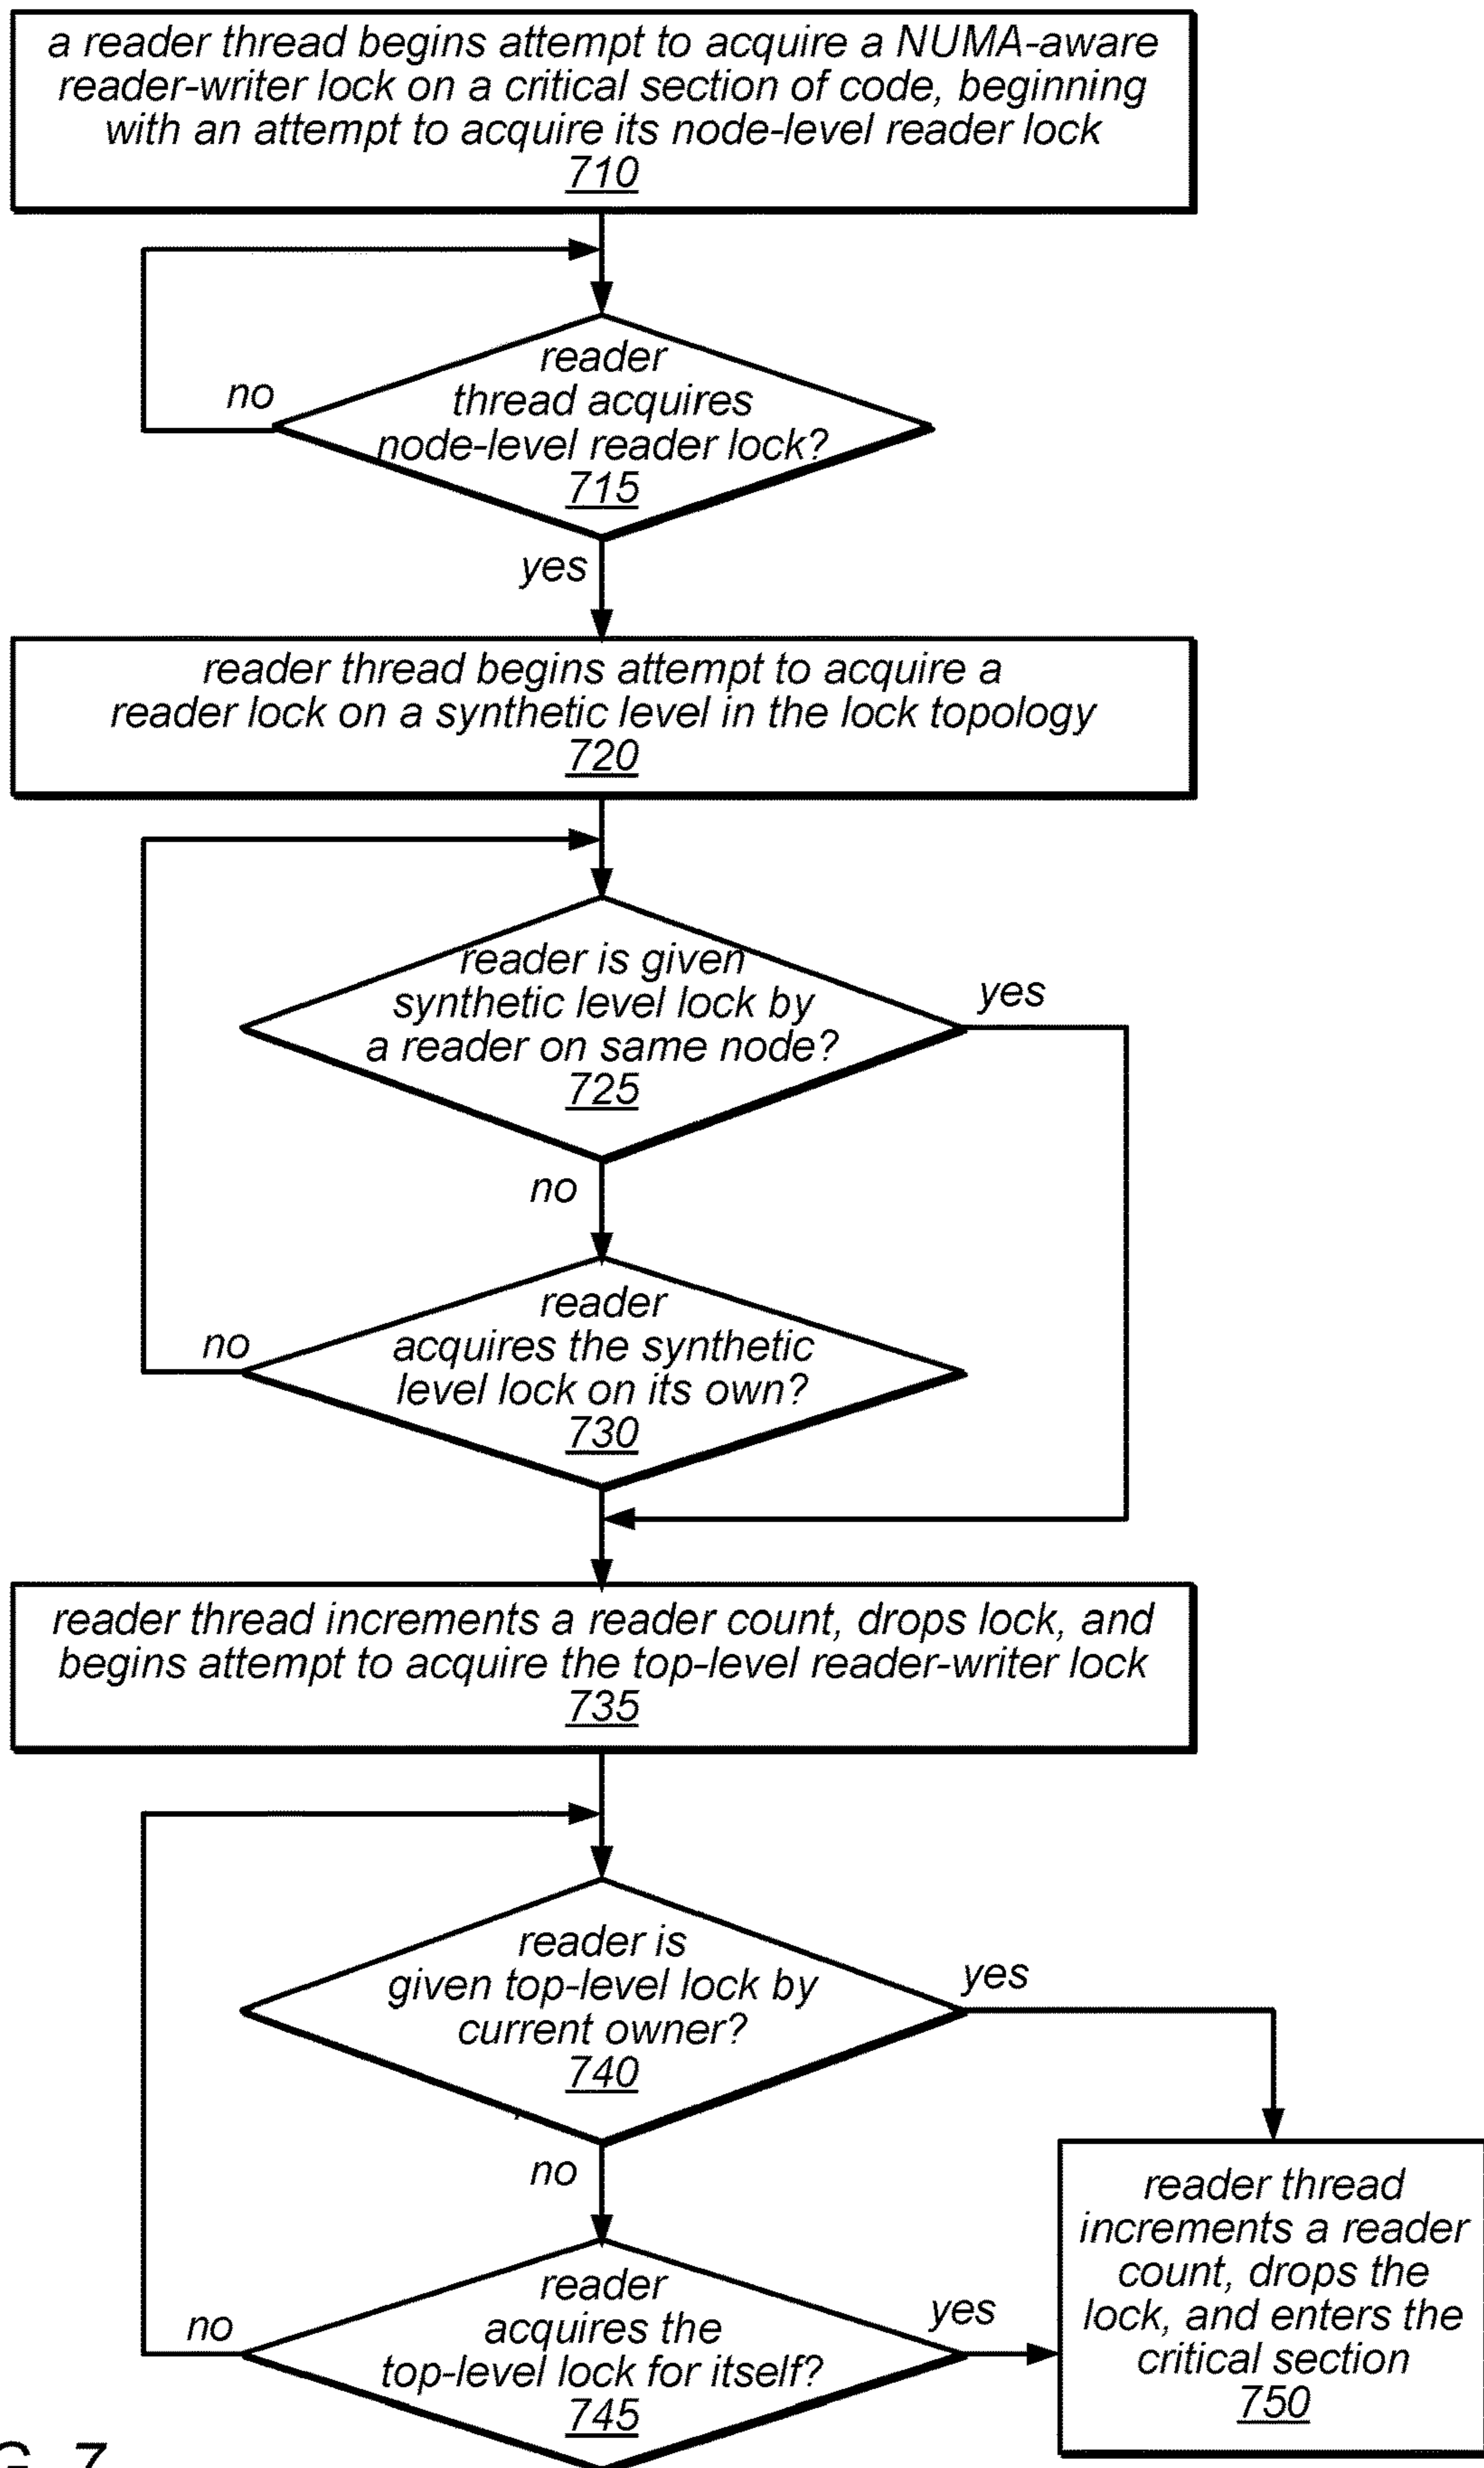 a reader thread begins attempt to acquire a NUMA-aware
reader-writer lock on a critical section of code, beginning
with an attempt to acquire its node-level reader lock
710
reader
thread acquires
node-level reader lock?
715
no
yes
reader thread begins attempt to acquire a
reader lock on a synthetic level in the lock topology
720
reader is given
synthetic level lock by
a reader on same node?
725
yes
no
reader
acquires the synthetic
level lock on its own?
730
no
reader thread increments a reader count, drops lock, and
begins attempt to acquire the top-level reader-writer lock
735
reader is
given top-level lock by
current owner?
740
yes
no
reader
acquires the
top-level lock for itself?
745
no
yes
reader thread
increments a reader
count, drops the
lock, and enters the
critical section
750
G. 7